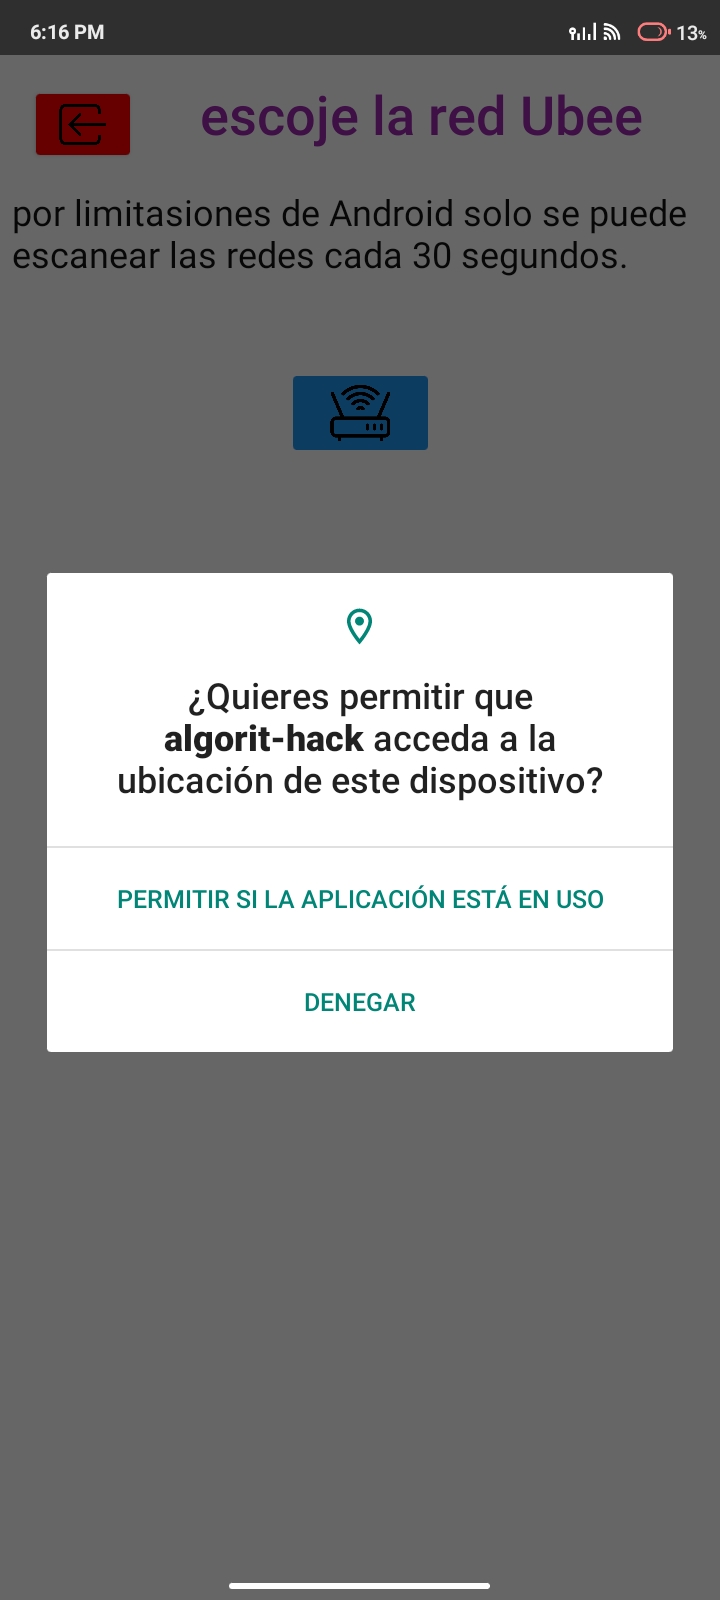 6:16 PM
13%
escoje la red Ubee
por limitasiones de Android solo se puede
escanear las redes cada 30 segundos.
¿Quieres permitir que
algorit-hack acceda a la
ubicación de este dispositivo?
PERMITIR SI LA APLICACIÓN ESTÁ EN USO
DENEGAR